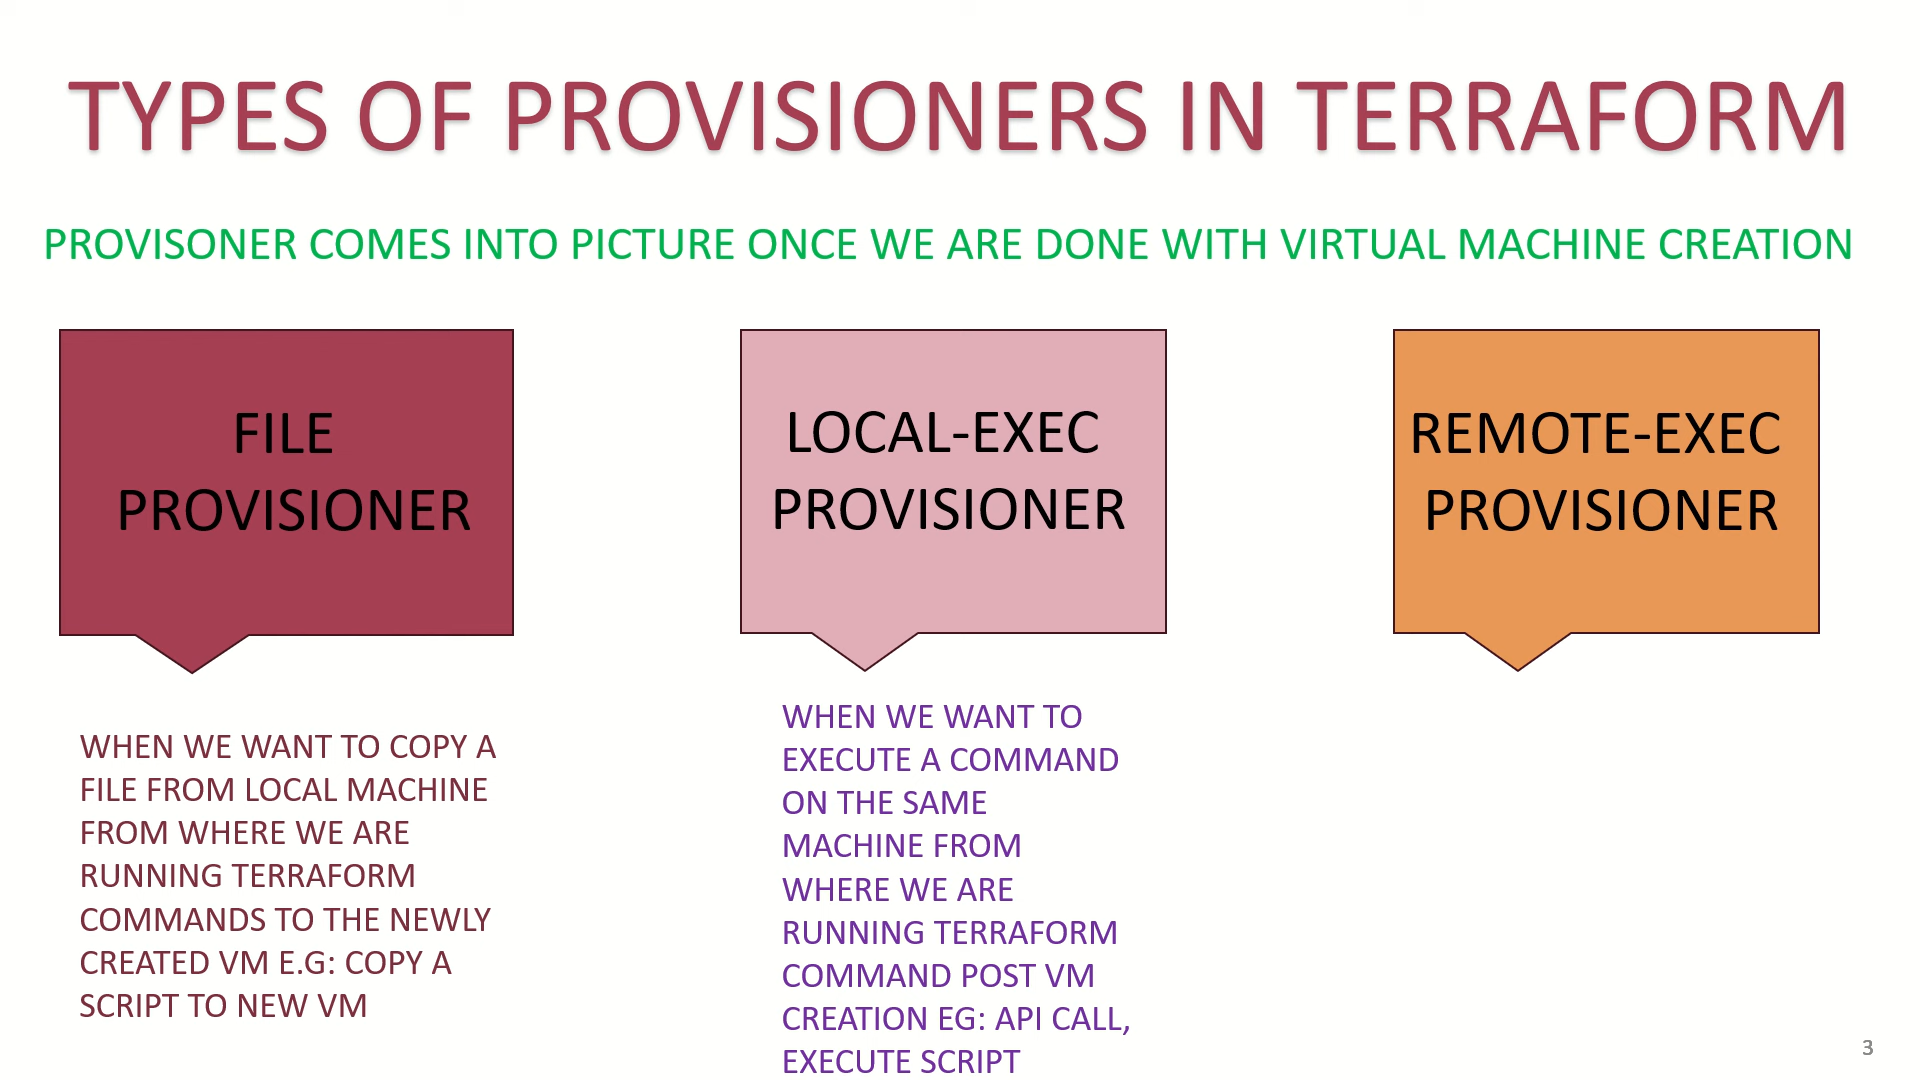 TYPES OF PROVISIONERS IN TERRAFORM
PROVISONER COMES INTO PICTURE ONCE WE ARE DONE WITH VIRTUAL MACHINE CREATION
FILE
PROVISIONER
LOCAL-EXEC
PROVISIONER
REMOTE-EXEC
PROVISIONER
WHEN WE WANT TO COPY A
FILE FROM LOCAL MACHINE
FROM WHERE WE ARE
RUNNING TERRAFORM
COMMANDS TO THE NEWLY
CREATED VM E.G: COPY A
SCRIPT TO NEW VM
WHEN WE WANT TO
EXECUTE A COMMAND
ON THE SAME
MACHINE FROM
WHERE WE ARE
RUNNING TERRAFORM
COMMAND POST VM
CREATION EG: API CALL,
EXECUTE SCRIPT
3